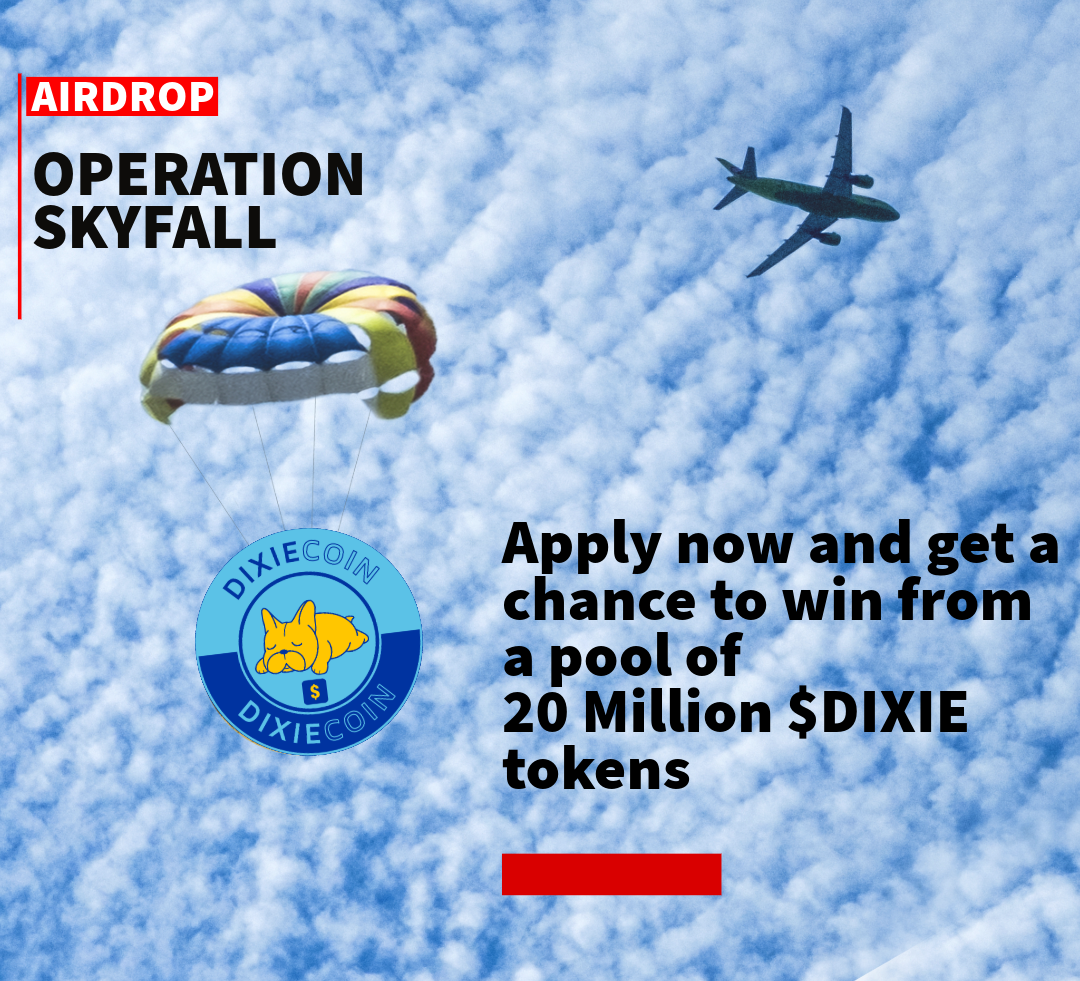 AIRDROP
OPERATION
SKYFALL
DIXIECOIN
$
DIXIECOIN
Apply now and get a
chance to win from
a pool of
20 Million $DIXIE
tokens